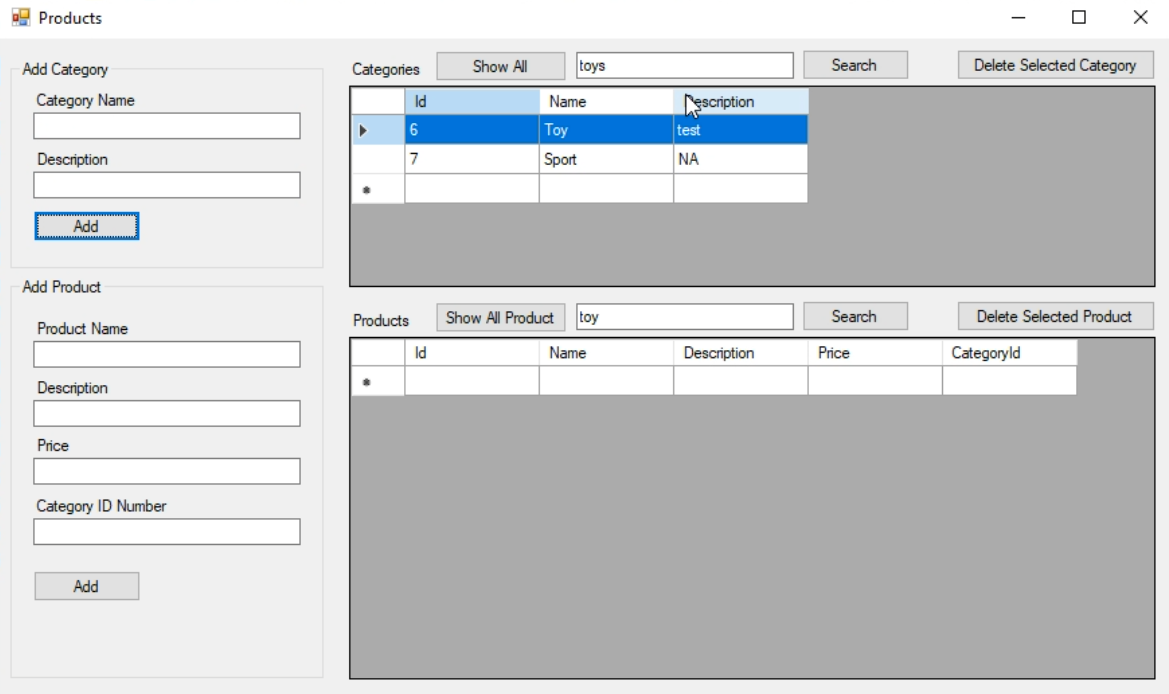 Products
Add Category
Category Name
Description
Add
Add Product
Product Name
Description
Price
Category ID Number
Add
Categories Show All toys Search Delete Selected Category
Id Name Description
6 Toy test
7 Sport NA
*
Products Show All Product toy Search Delete Selected Product
Id Name Description Price CategoryId
*